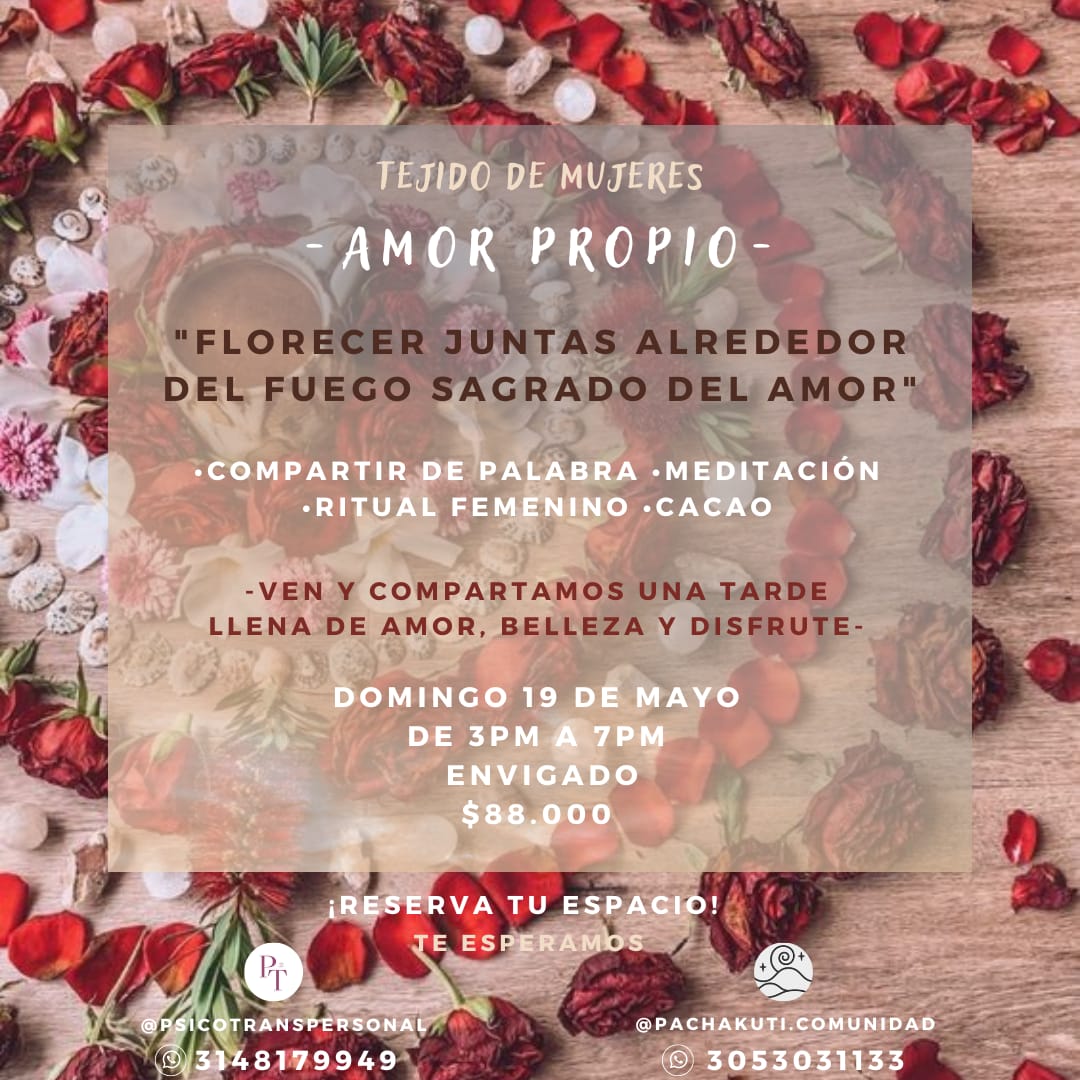 TEJIDO DE MUJERES
-AMOR PROPIO-
"FLORECER JUNTAS ALREDEDOR
DEL FUEGO SAGRADO DEL AMOR"
•COMPARTIR DE PALABRA •MEDITACIÓN
•RITUAL FEMENINO •CACAO
-VEN Y COMPARTAMOS UNA TARDE
LLENA DE AMOR, BELLEZA Y DISFRUTE-
DOMINGO 19 DE MAYO
DE 3PM A 7PM
ENVIGADO
$88.000
¡RESERVA TU ESPACIO!
TE ESPERAMOS
PT
@PSICOTRANSPERSONAL
3148179949
@PACHAKUTI.COMUNIDAD
3053031133